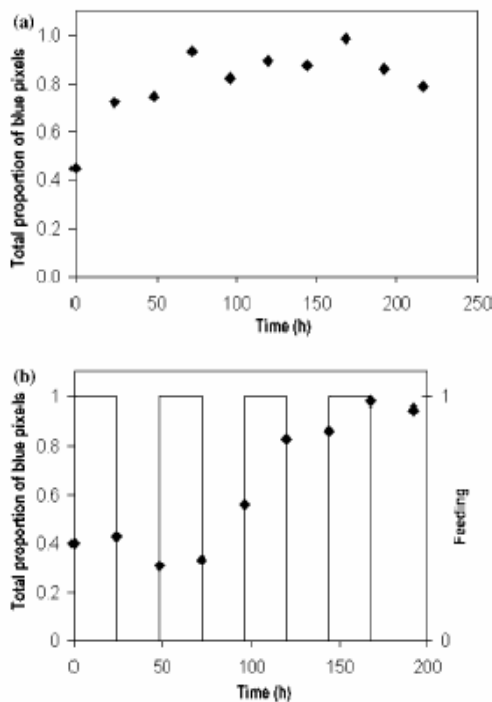 (a)
Total proportion of blue pixels
1.0
0.8
0.6
0.4
0.2
0.0
0 50 100 150 200 250
Time (h)
(b)
Total proportion of blue pixels
1
0.8
0.6
0.4
0.2
0
1
0
Feeding
0 50 100 150 200
Time (h)